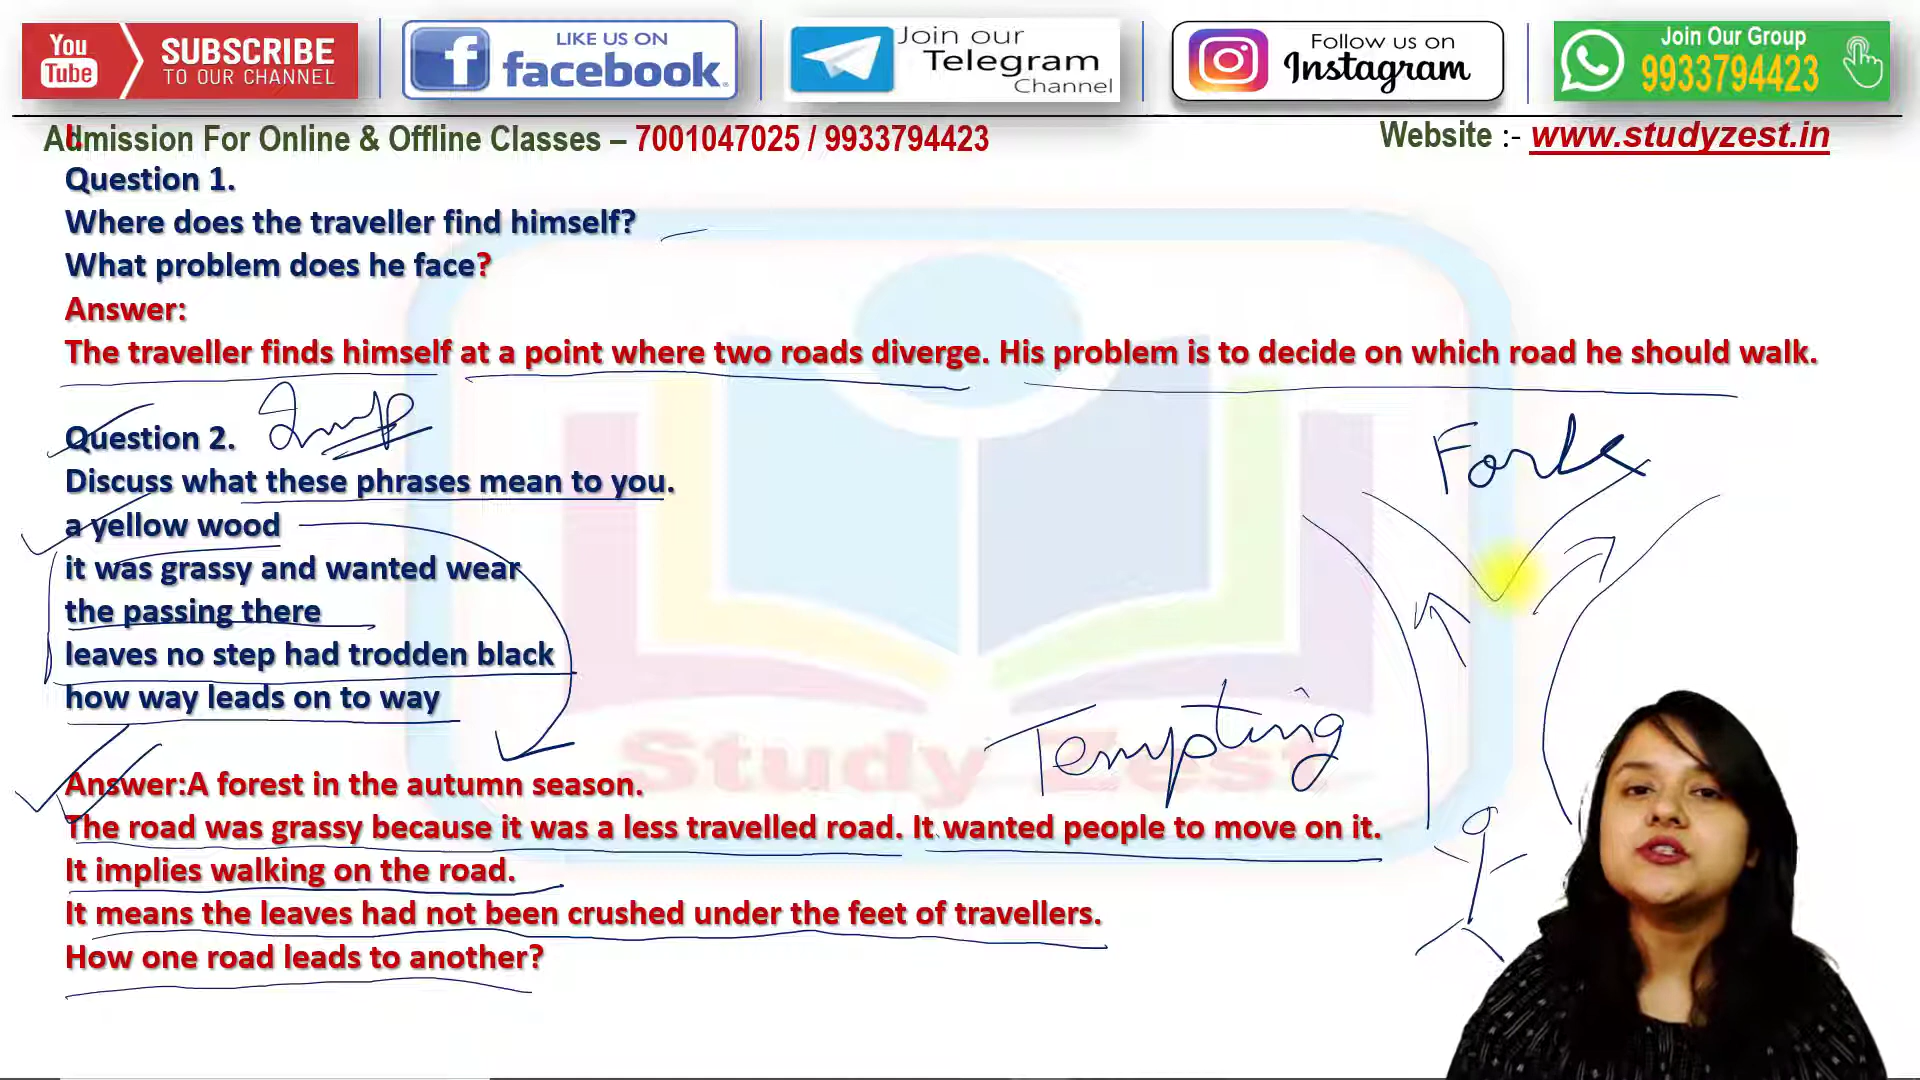 You Tube SUBSCRIBE TO OUR CHANNEL
LIKE US ON facebook
Join our Telegram Channel
Follow us on Instagram
Join Our Group 9933794423
Admission For Online & Offline Classes – 7001047025 / 9933794423
Website :- www.studyzest.in
I.
Question 1.
Where does the traveller find himself?
What problem does he face?
Answer:
The traveller finds himself at a point where two roads diverge. His problem is to decide on which road he should walk.
Question 2. Imp
Fork
Discuss what these phrases mean to you.
a yellow wood
it was grassy and wanted wear
the passing there
leaves no step had trodden black
how way leads on to way
Tempting
Study Zest
Answer:A forest in the autumn season.
The road was grassy because it was a less travelled road. It wanted people to move on it.
It implies walking on the road.
It means the leaves had not been crushed under the feet of travellers.
How one road leads to another?